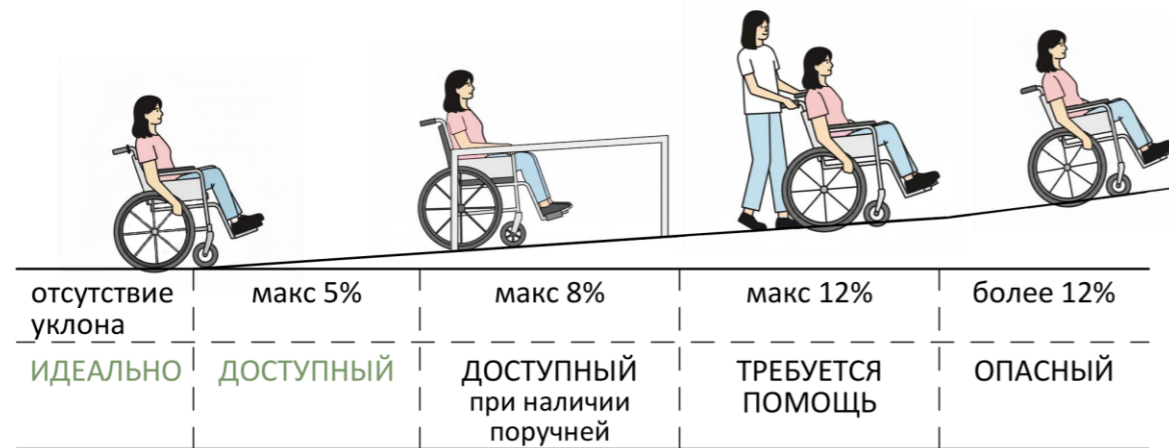 отсутствие уклона
макс 5%
макс 8%
макс 12%
более 12%
ИДЕАЛЬНО
ДОСТУПНЫЙ
ДОСТУПНЫЙ
при наличии
поручней
ТРЕБУЕТСЯ
ПОМОЩЬ
ОПАСНЫЙ